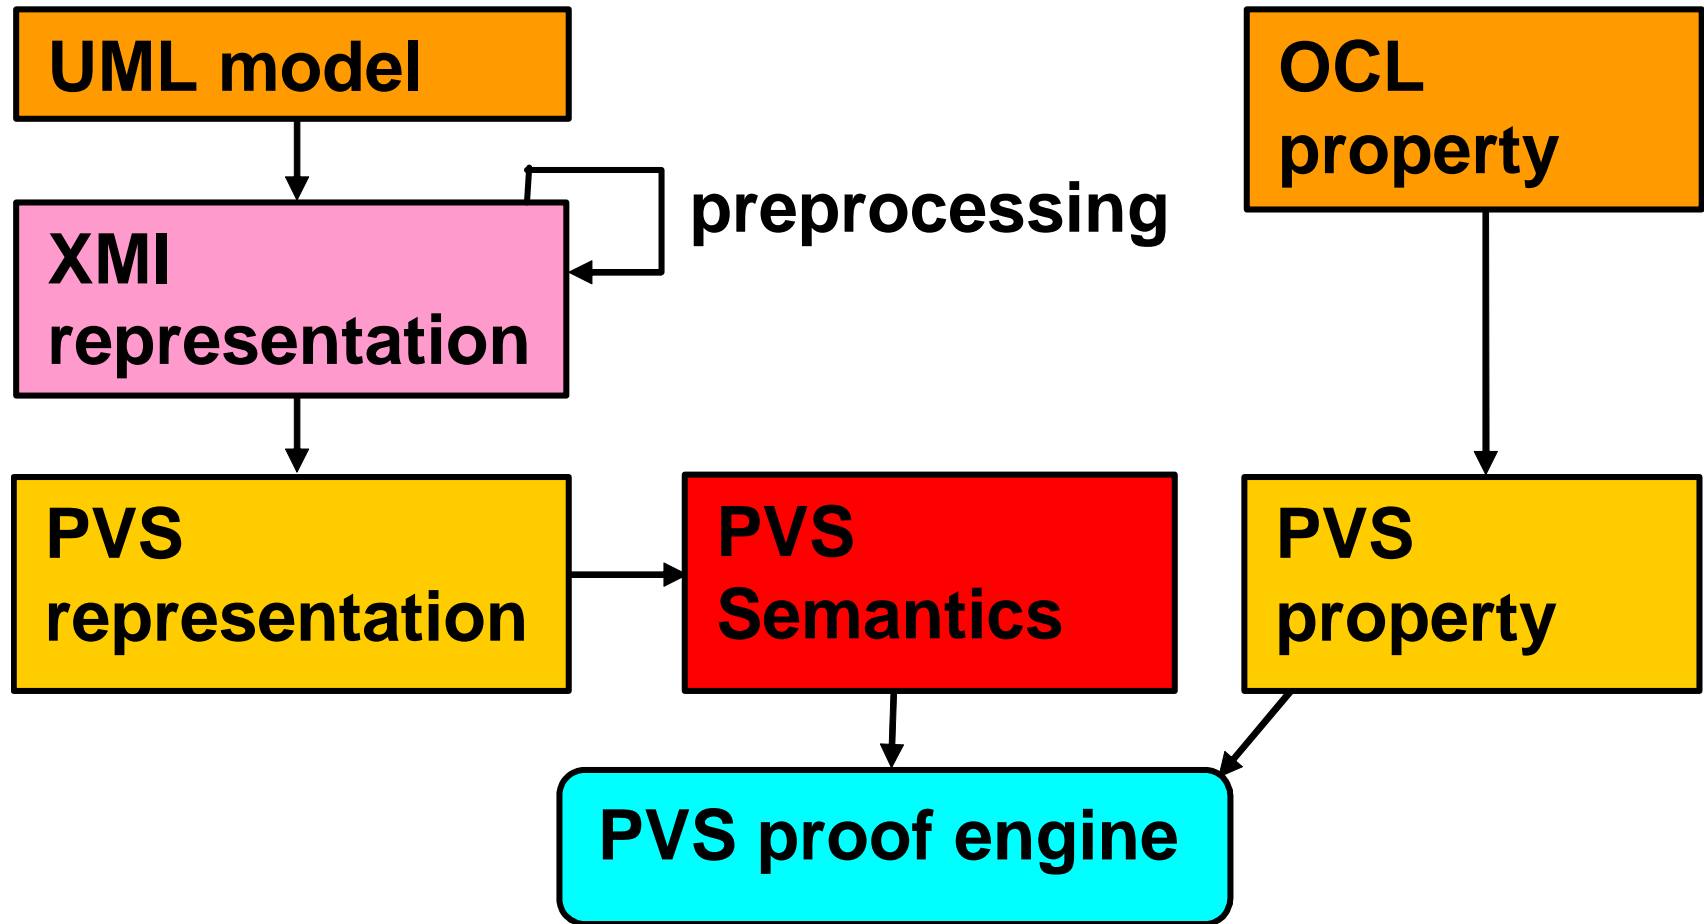 UML model
OCL
property
preprocessing
XMI
representation
PVS
representation
PVS
Semantics
PVS
property
PVS proof engine